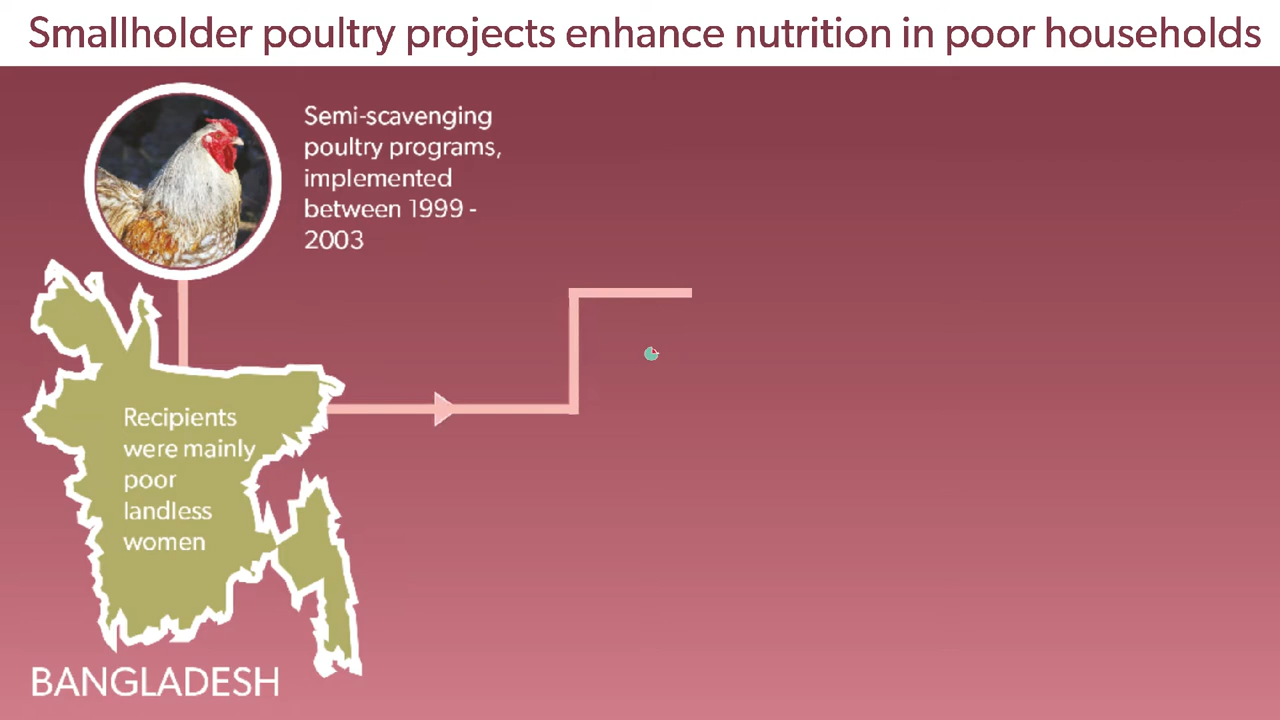 Smallholder poultry projects enhance nutrition in poor households
Semi-scavenging
poultry programs,
implemented
between 1999 -
2003
Recipients
were mainly
poor
landless
women
BANGLADESH